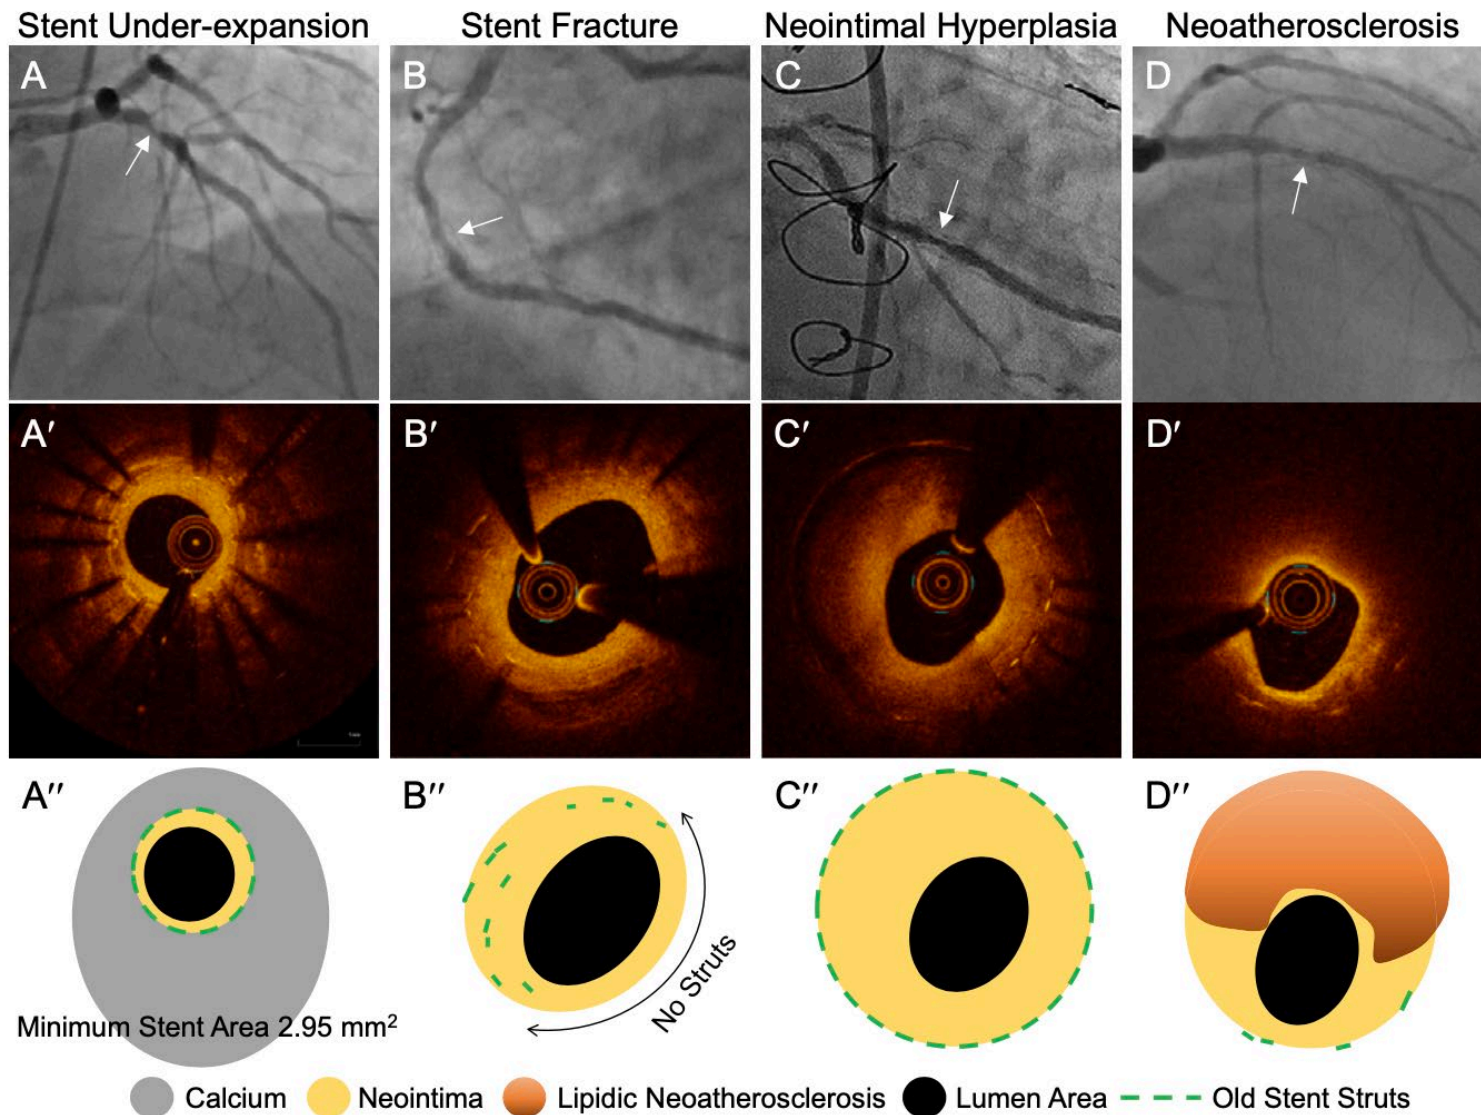 Stent Under-expansion
Stent Fracture
Neointimal Hyperplasia
Neoatherosclerosis
A
B
C
D
A′
B′
C′
D′
A″
B″
C″
D″
No Struts
Minimum Stent Area 2.95 mm²
Calcium
Neointima
Lipidic Neoatherosclerosis
Lumen Area
Old Stent Struts